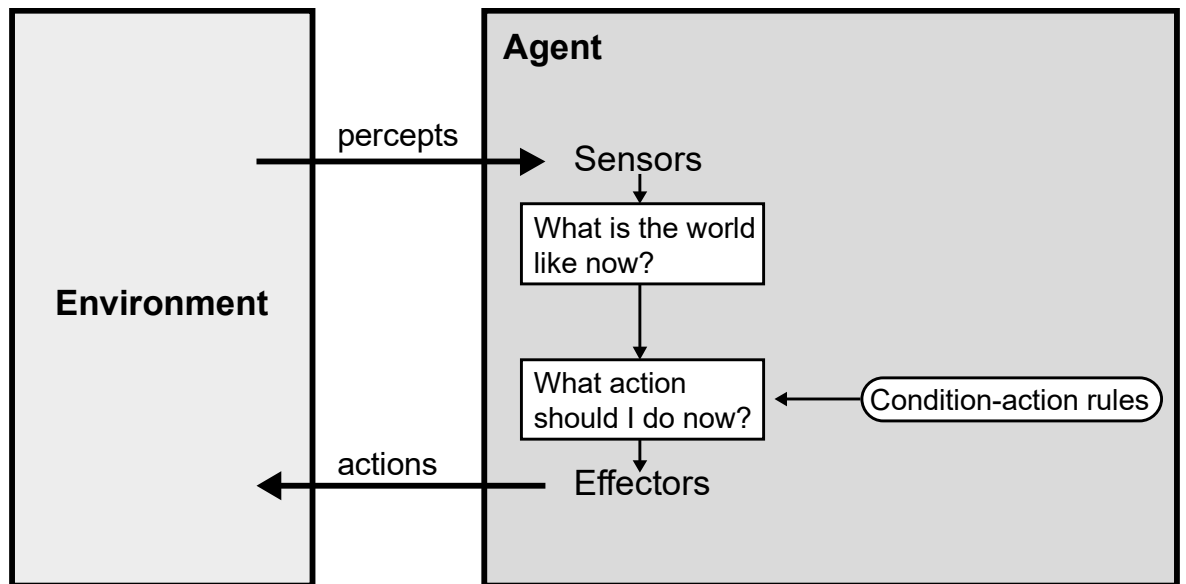 Agent
percepts
Sensors
What is the world
like now?
Environment
What action
should I do now?
Condition-action rules
actions
Effectors